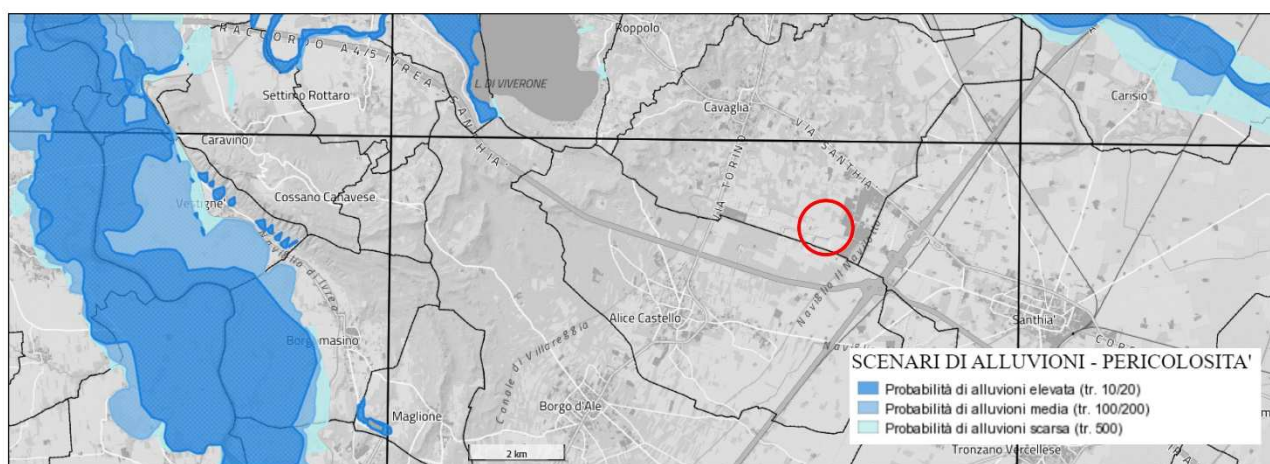 RACCORDO A4/5 IVREA-SANTHIA
L. DI VIVERONE
Roppolo
Settimo Rottaro
Cavaglià
Carisio
Caravino
VIA SANTHIA
VIA TORINO
Cossano Canavese
Vestigne'
Naviglio di Ivrea
Naviglio Il Mandotto
Alice Castello
Santhia'
Borgomasino
Canale di Villareggia
Borgo d'Ale
Maglione
2 km
SCENARI DI ALLUVIONI - PERICOLOSITA'
Probabilità di alluvioni elevata (tr. 10/20)
Probabilità di alluvioni media (tr. 100/200)
Probabilità di alluvioni scarsa (tr. 500)
Tronzano Vercellese